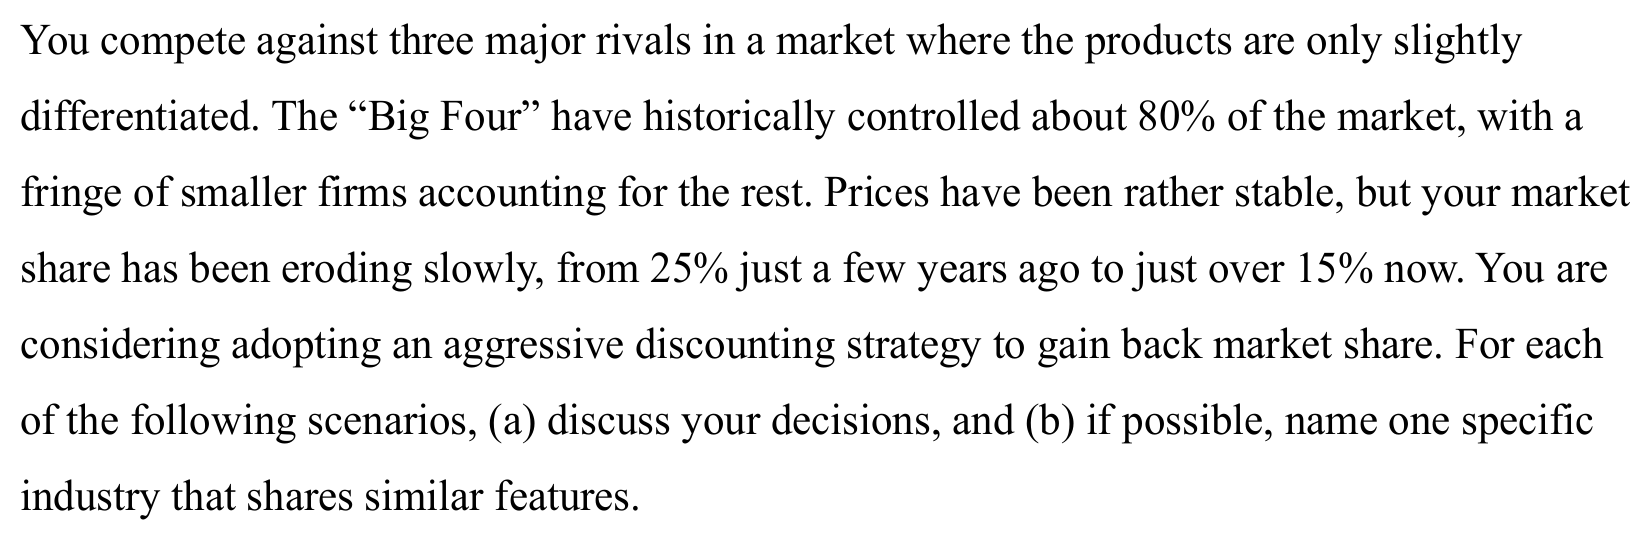 You compete against three major rivals in a market where the products are only slightly
differentiated. The “Big Four” have historically controlled about 80% of the market, with a
fringe of smaller firms accounting for the rest. Prices have been rather stable, but your market
share has been eroding slowly, from 25% just a few years ago to just over 15% now. You are
considering adopting an aggressive discounting strategy to gain back market share. For each
of the following scenarios, (a) discuss your decisions, and (b) if possible, name one specific
industry that shares similar features.